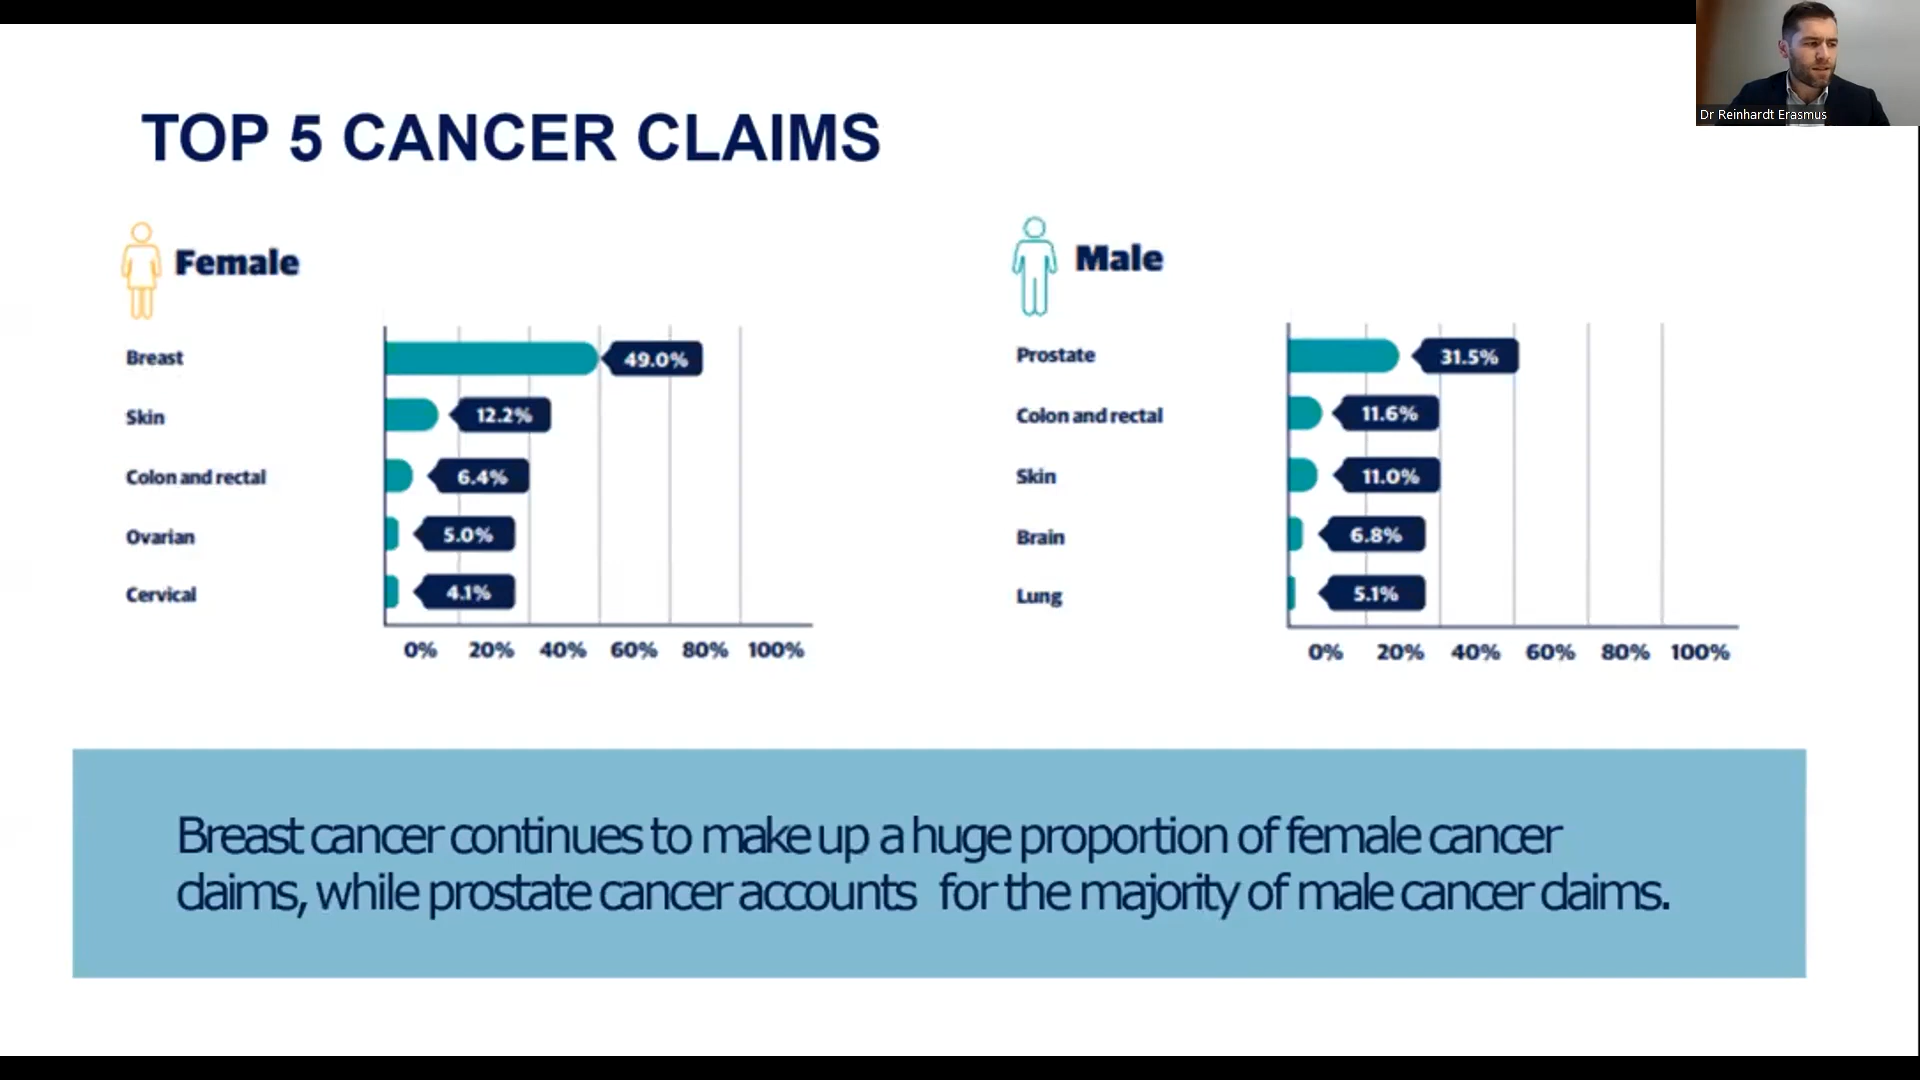 Dr Reinhardt Erasmus
TOP 5 CANCER CLAIMS
Female
Breast
49.0%
Skin
12.2%
Colon and rectal
6.4%
Ovarian
5.0%
Cervical
4.1%
0% 20% 40% 60% 80% 100%
Male
Prostate
31.5%
Colon and rectal
11.6%
Skin
11.0%
Brain
6.8%
Lung
5.1%
0% 20% 40% 60% 80% 100%
Breast cancer continues to make up a huge proportion of female cancer
claims, while prostate cancer accounts for the majority of male cancer claims.